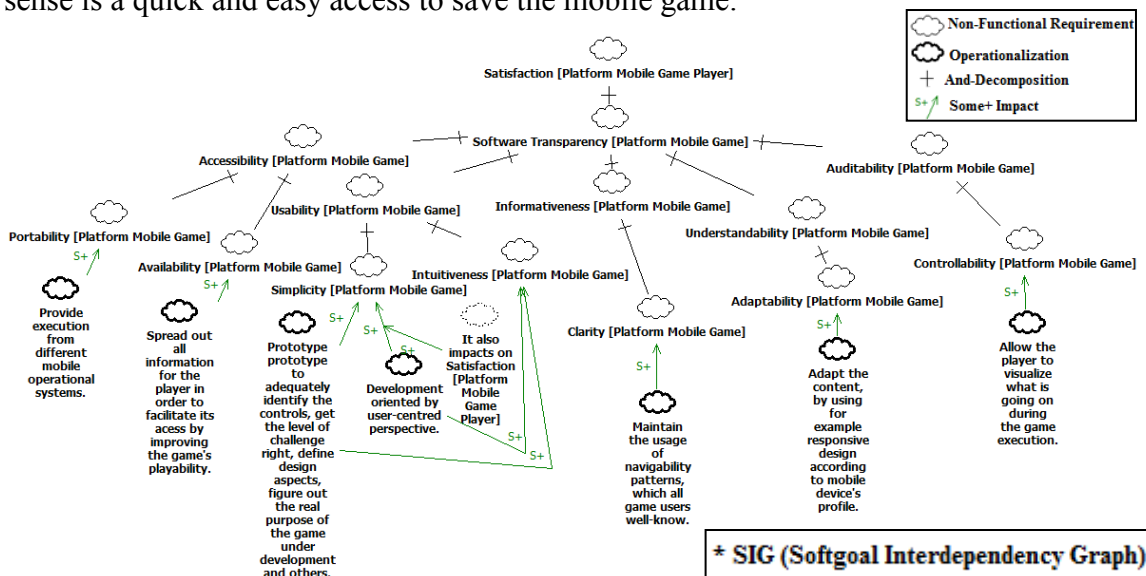 sense is a quick and easy access to save the mobile game.
Non-Functional Requirement
Operationalization
And-Decomposition
S+
Some+ Impact
Satisfaction [Platform Mobile Game Player]
Software Transparency [Platform Mobile Game]
Accessibility [Platform Mobile Game]
Auditability [Platform Mobile Game]
Usability [Platform Mobile Game]
Informativeness [Platform Mobile Game]
Understandability [Platform Mobile Game]
Portability [Platform Mobile Game]
Availability [Platform Mobile Game]
Simplicity [Platform Mobile Game]
Intuitiveness [Platform Mobile Game]
Controllability [Platform Mobile Game]
Adaptability [Platform Mobile Game]
Clarity [Platform Mobile Game]
S+
Provide
execution
from
different
mobile
operational
systems.
S+
Spread out
all
information
for the
player in
order to
facilitate its
acess by
improving
the game's
playability.
S+
Prototype
prototype
to
adequately
identify the
controls, get
the level of
challenge
right, define
design
aspects,
figure out
the real
purpose of
the game
under
development
and others.
S+
Development
oriented by
user-centred
perspective.
S+
It also
impacts on
Satisfaction
[Platform
Mobile
Game
Player]
S+
S+
S+
Maintain
the usage
of
navigability
patterns,
which all
game users
well-know.
S+
Adapt the
content,
by using
for
example
responsive
design
according
to mobile
device's
profile.
S+
Allow the
player to
visualize
what is
going on
during
the game
execution.
* SIG (Softgoal Interdependency Graph)